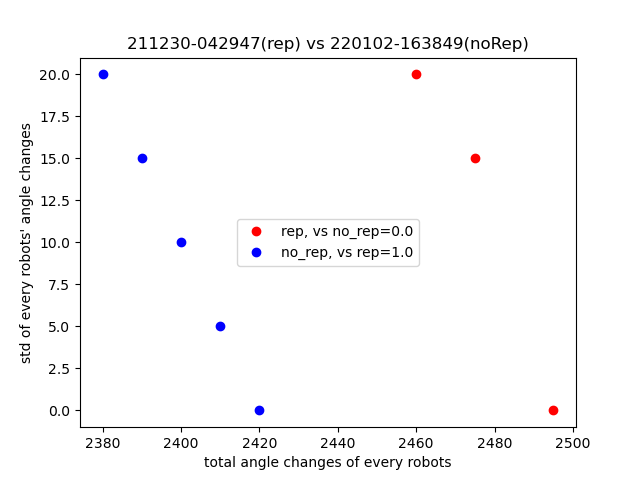 211230-042947(rep) vs 220102-163849(noRep)
std of every robots' angle changes
20.0
17.5
15.0
12.5
10.0
7.5
5.0
2.5
0.0
rep, vs no_rep=0.0
no_rep, vs rep=1.0
2380 2400 2420 2440 2460 2480 2500
total angle changes of every robots